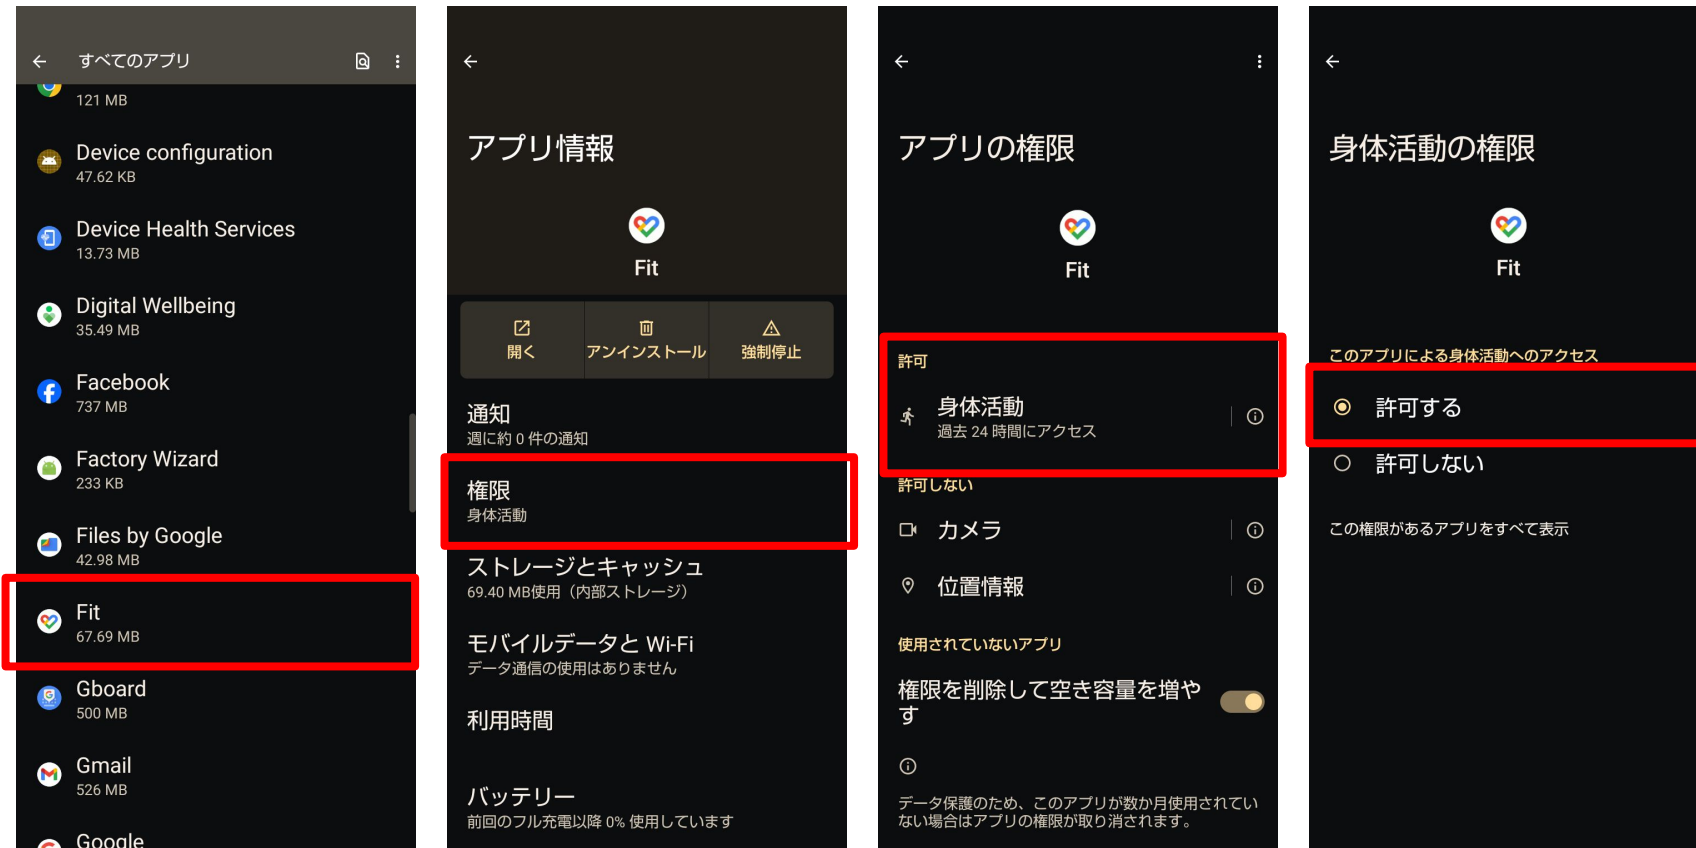 すべてのアプリ
121 MB
Device configuration
47.62 KB
Device Health Services
13.73 MB
Digital Wellbeing
35.49 MB
Facebook
737 MB
Factory Wizard
233 KB
Files by Google
42.98 MB
Fit
67.69 MB
Gboard
500 MB
Gmail
526 MB
Google
アプリ情報
Fit
開く
アンインストール
強制停止
通知
週に約 0 件の通知
権限
身体活動
ストレージとキャッシュ
69.40 MB使用（内部ストレージ）
モバイルデータと Wi-Fi
データ通信の使用はありません
利用時間
バッテリー
前回のフル充電以降 0% 使用しています
アプリの権限
Fit
許可
身体活動
過去 24 時間にアクセス
許可しない
カメラ
位置情報
使用されていないアプリ
権限を削除して空き容量を増や
す
データ保護のため、このアプリが数か月使用されてい
ない場合はアプリの権限が取り消されます。
身体活動の権限
Fit
このアプリによる身体活動へのアクセス
許可する
許可しない
この権限があるアプリをすべて表示